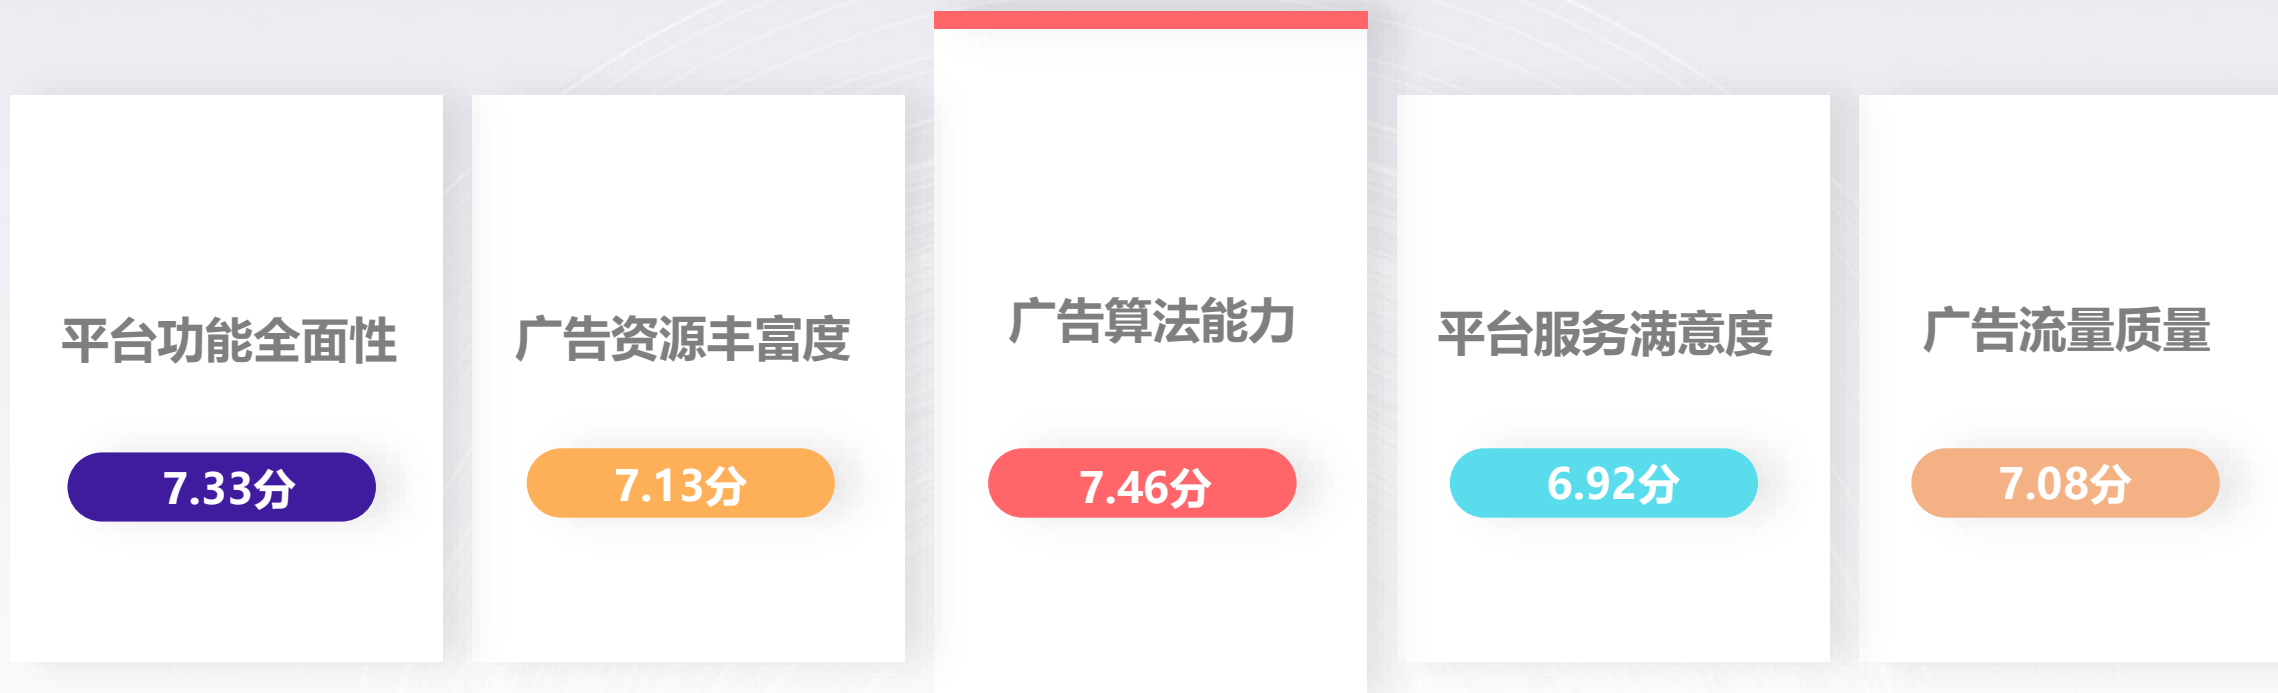 平台功能全面性
7.33分
广告资源丰富度
7.13分
广告算法能力
7.46分
平台服务满意度
6.92分
广告流量质量
7.08分